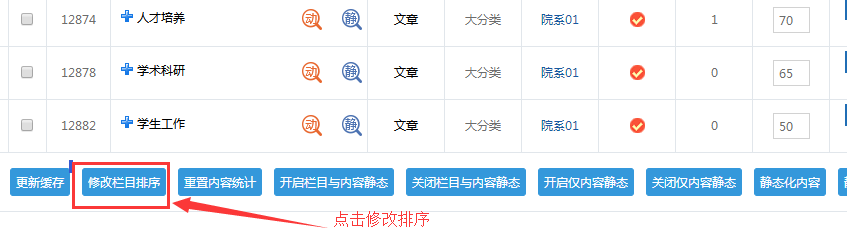 12874 人才培养 动 静 文章 大分类 院系01 1 70
12878 学术科研 动 静 文章 大分类 院系01 0 65
12882 学生工作 动 静 文章 大分类 院系01 0 50
更新缓存 修改栏目排序 重置内容统计 开启栏目与内容静态 关闭栏目与内容静态 开启仅内容静态 关闭仅内容静态 静态化内容
点击修改排序